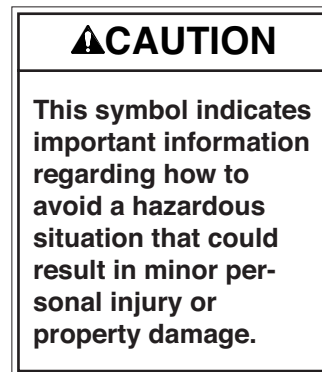 ⚠CAUTION
This symbol indicates
important information
regarding how to
avoid a hazardous
situation that could
result in minor per-
sonal injury or
property damage.